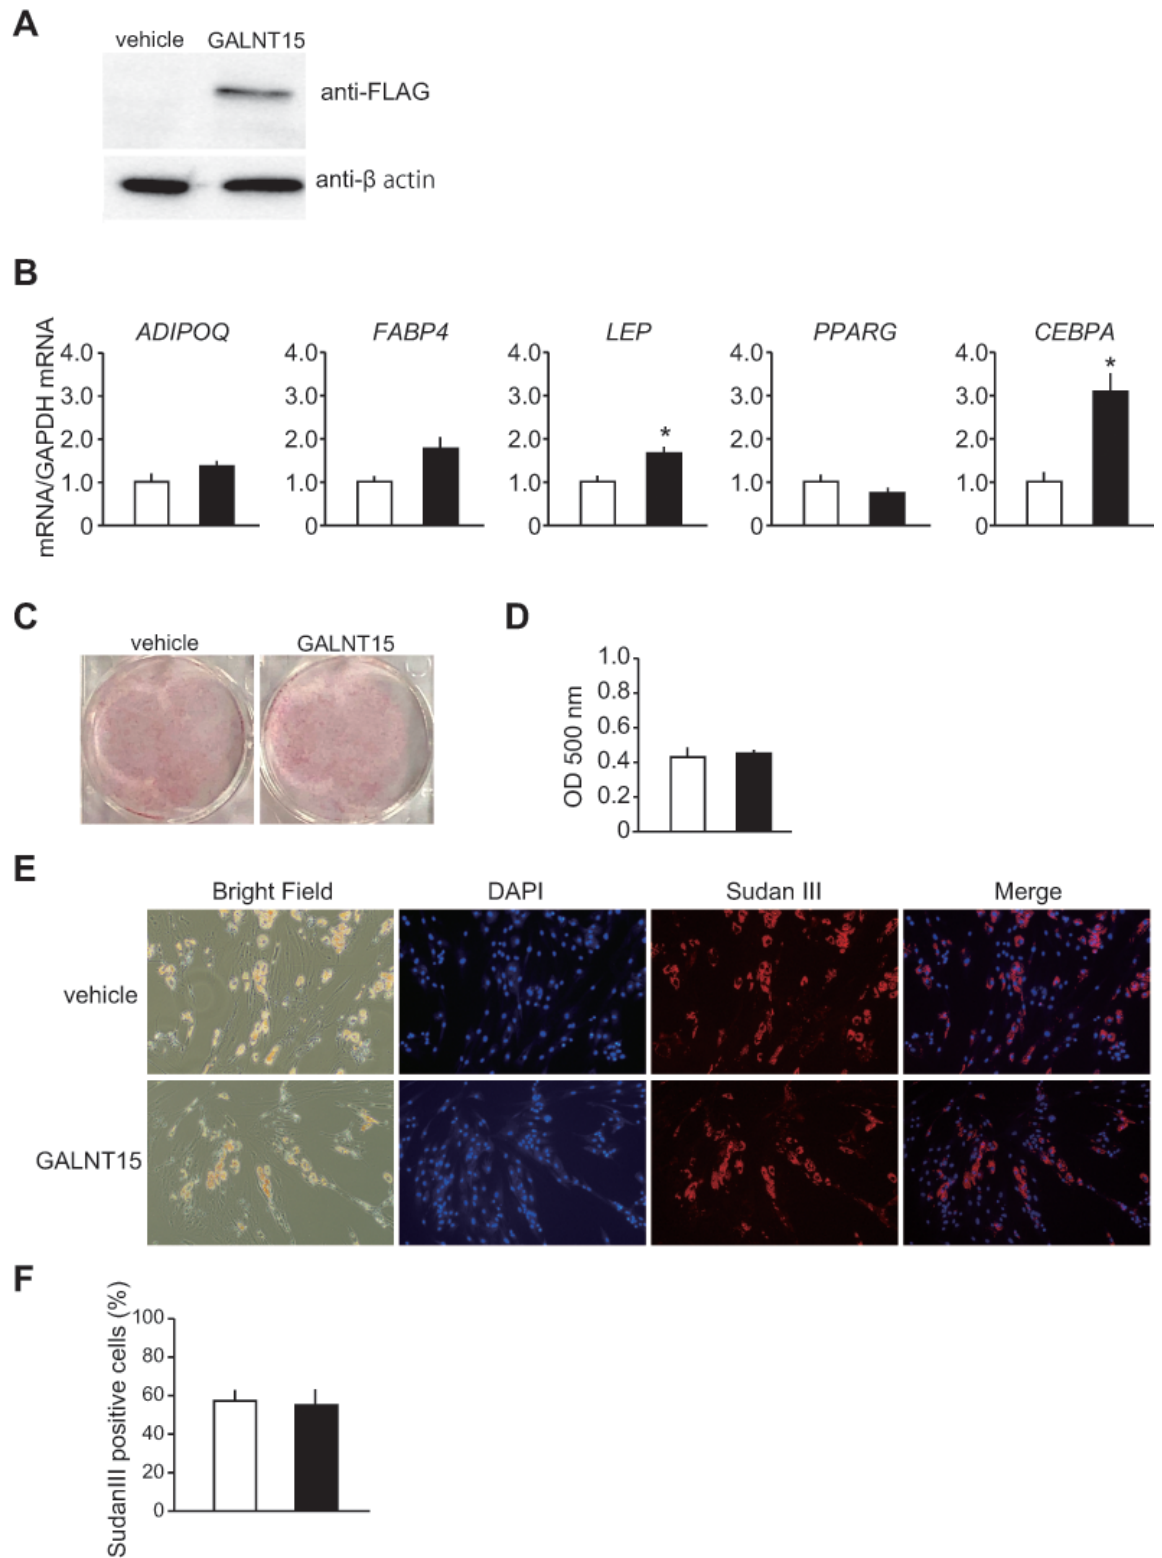 A
vehicle GALNT15
anti-FLAG
anti-β actin
B
mRNA/GAPDH mRNA
ADIPOQ FABP4 LEP PPARG CEBPA
4.0 4.0 4.0 4.0 4.0
* 
3.0 3.0 3.0 3.0 3.0
2.0 2.0 2.0 * 2.0 2.0
1.0 1.0 1.0 1.0 1.0
0 0 0 0 0
C
vehicle GALNT15
D
OD 500 nm
1.0
0.8
0.6
0.4
0.2
0
E
Bright Field DAPI Sudan III Merge
vehicle
GALNT15
F
SudanIII positive cells (%)
100
80
60
40
20
0